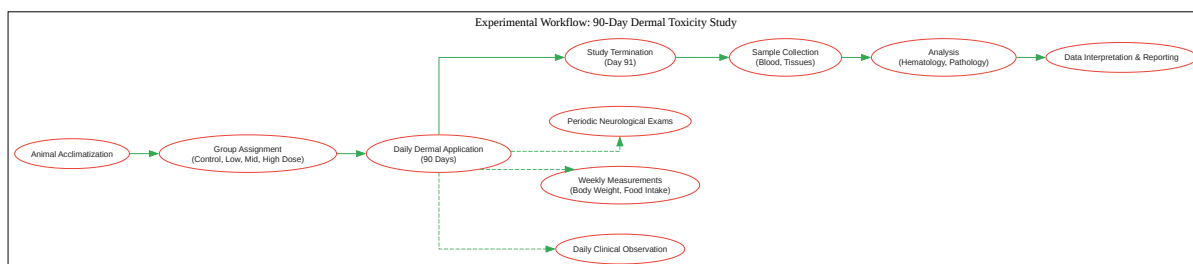 Experimental Workflow: 90-Day Dermal Toxicity Study
Study Termination
(Day 91)
Sample Collection
(Blood, Tissues)
Analysis
(Hematology, Pathology)
Data Interpretation & Reporting
Periodic Neurological Exams
Animal Acclimatization
Group Assignment
(Control, Low, Mid, High Dose)
Daily Dermal Application
(90 Days)
Weekly Measurements
(Body Weight, Food Intake)
Daily Clinical Observation